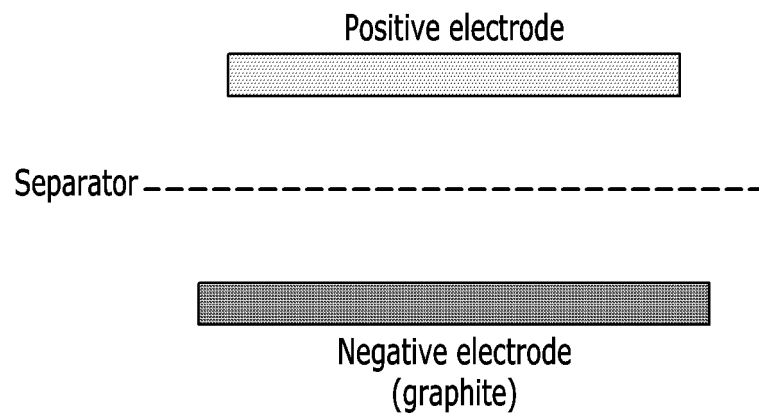 Positive electrode
Separator
Negative electrode
(graphite)